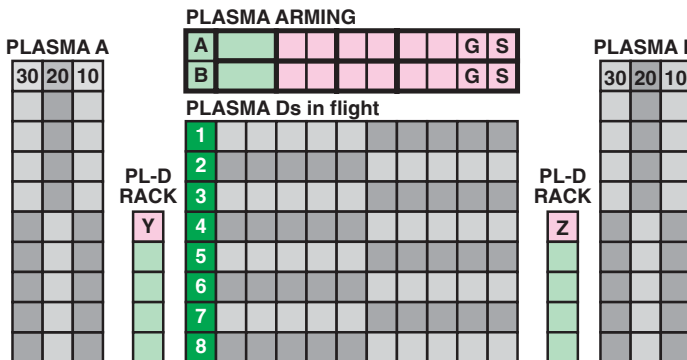 PLASMA ARMING
PLASMA A
A
G S
B
G S
30 20 10
PLASMA Ds in flight
1
2
3
4
5
6
7
8
PL-D
RACK
Y
PL-D
RACK
Z
PLASMA
30 20 10